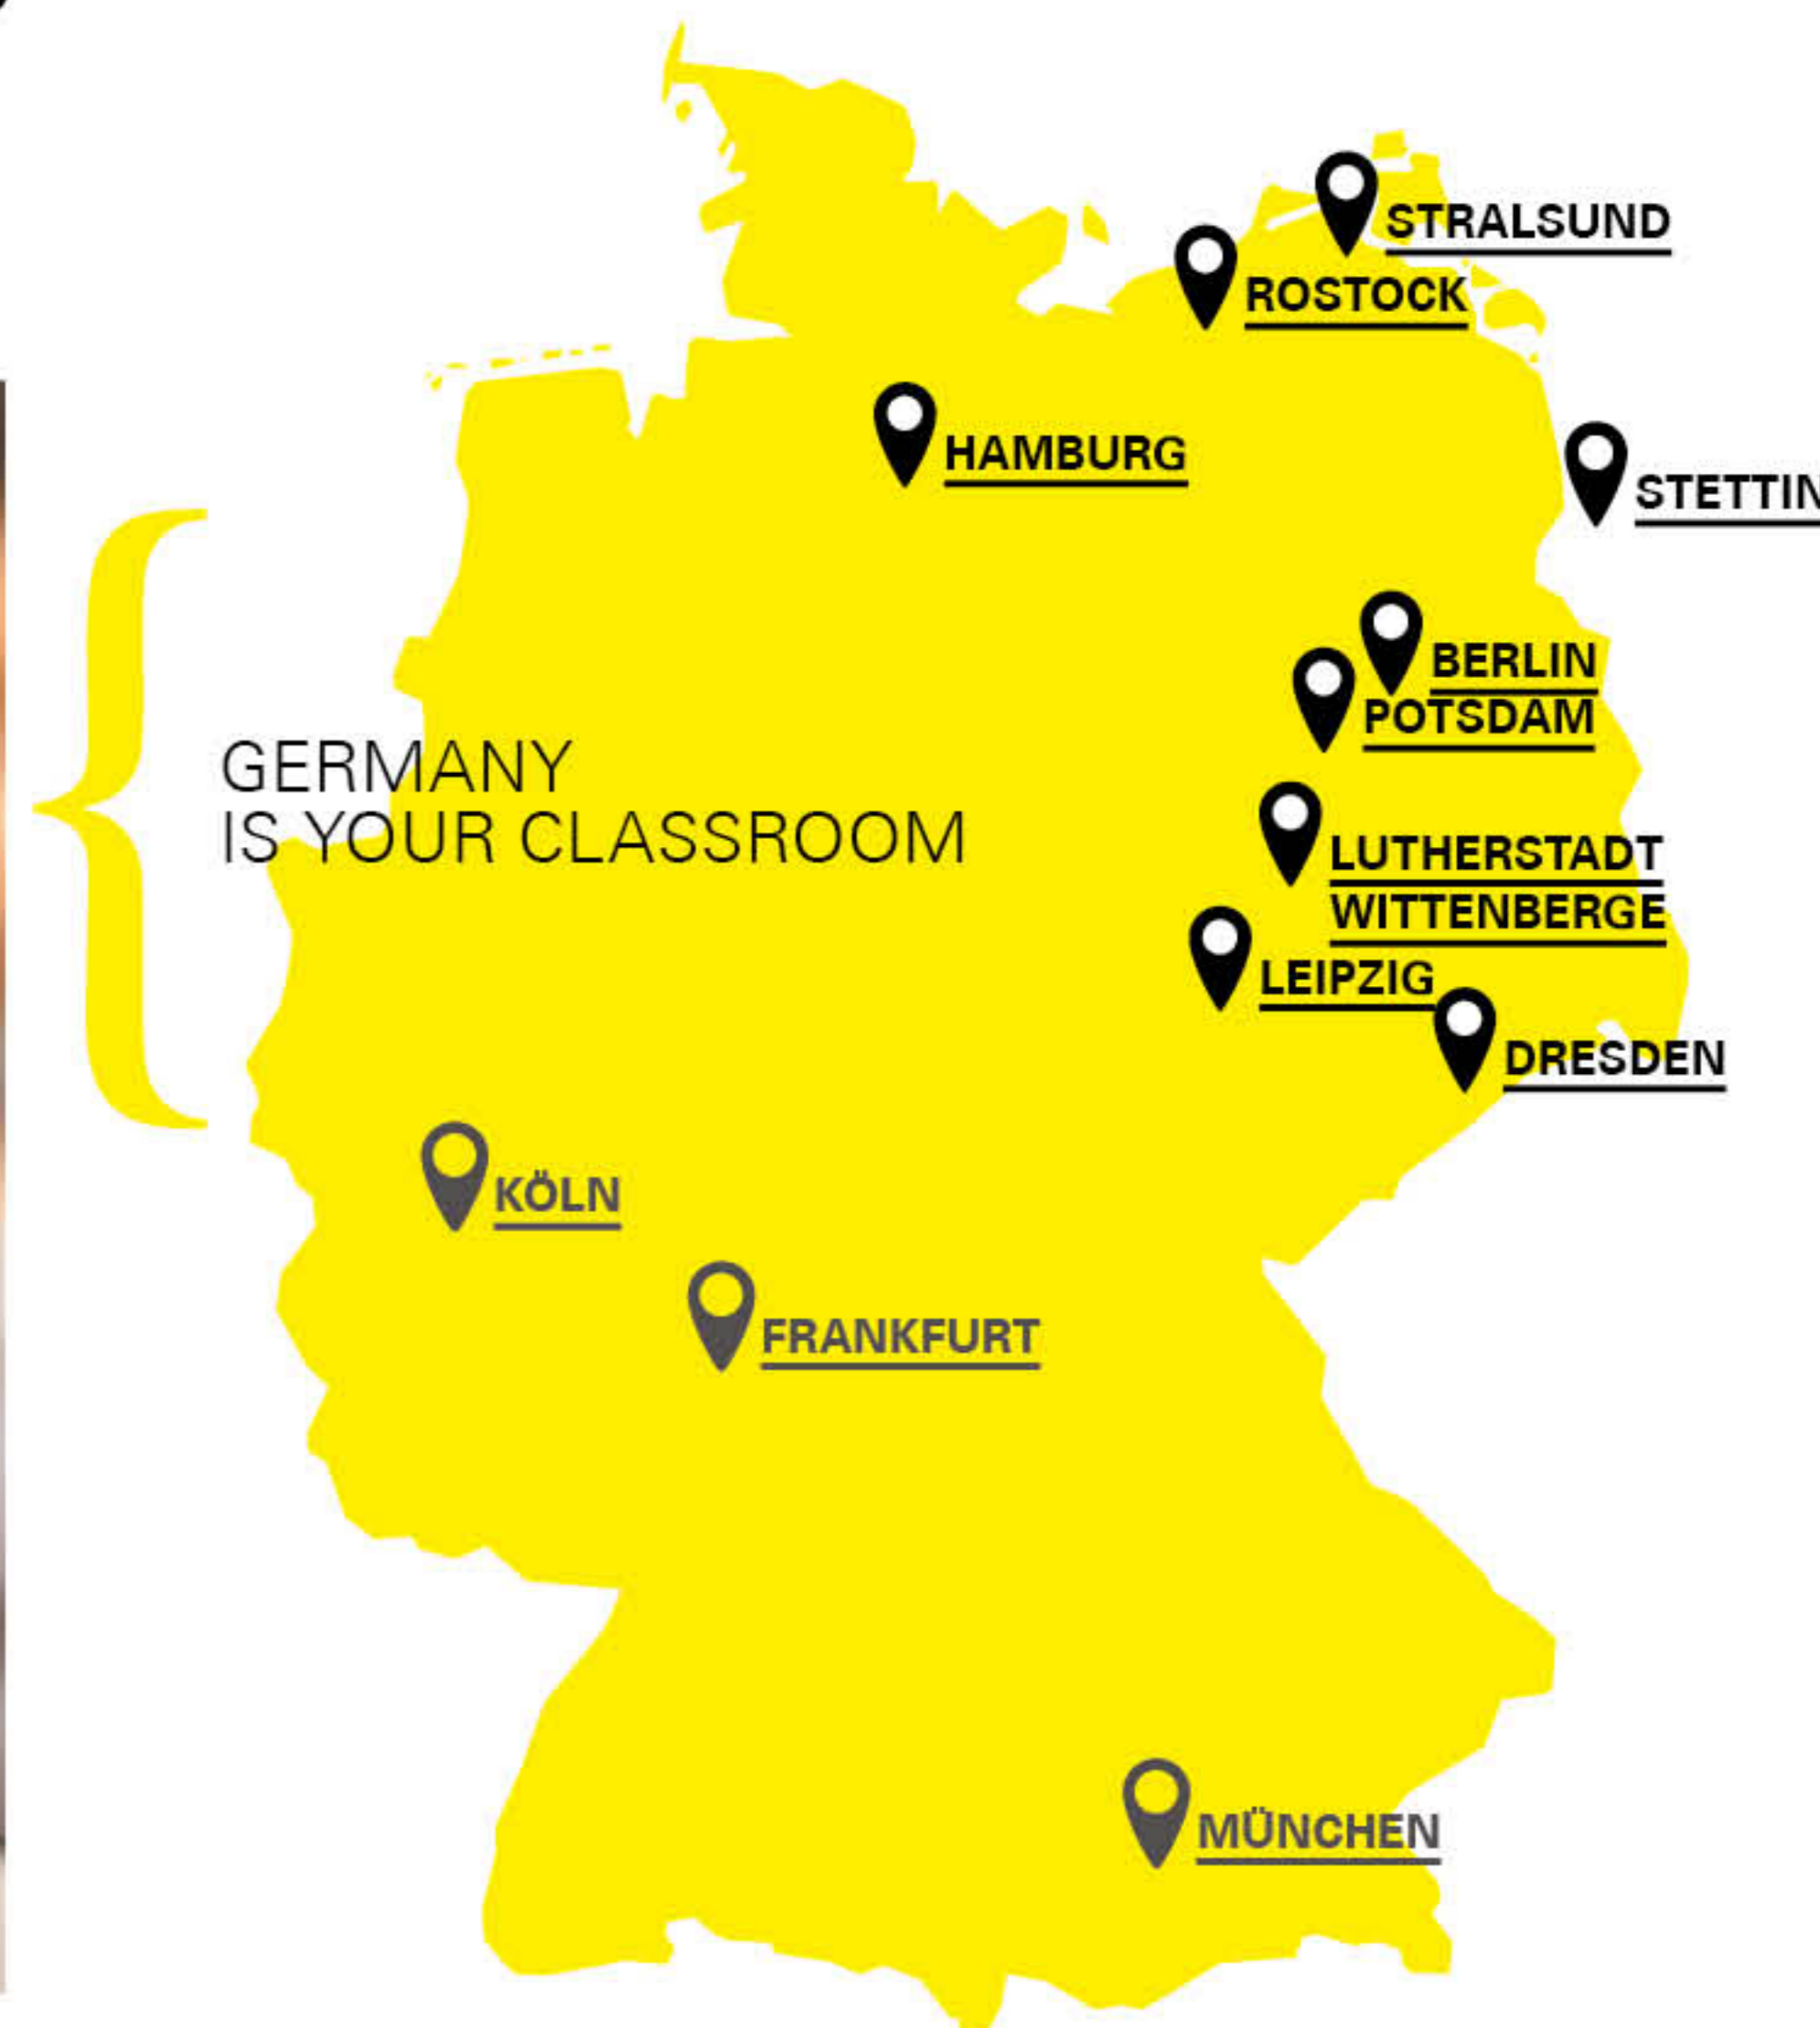 STRALSUND
ROSTOCK
HAMBURG
STETTIN
BERLIN
POTSDAM
GERMANY
IS YOUR CLASSROOM
LUTHERSTADT
WITTENBERGE
LEIPZIG
DRESDEN
KÖLN
FRANKFURT
MÜNCHEN